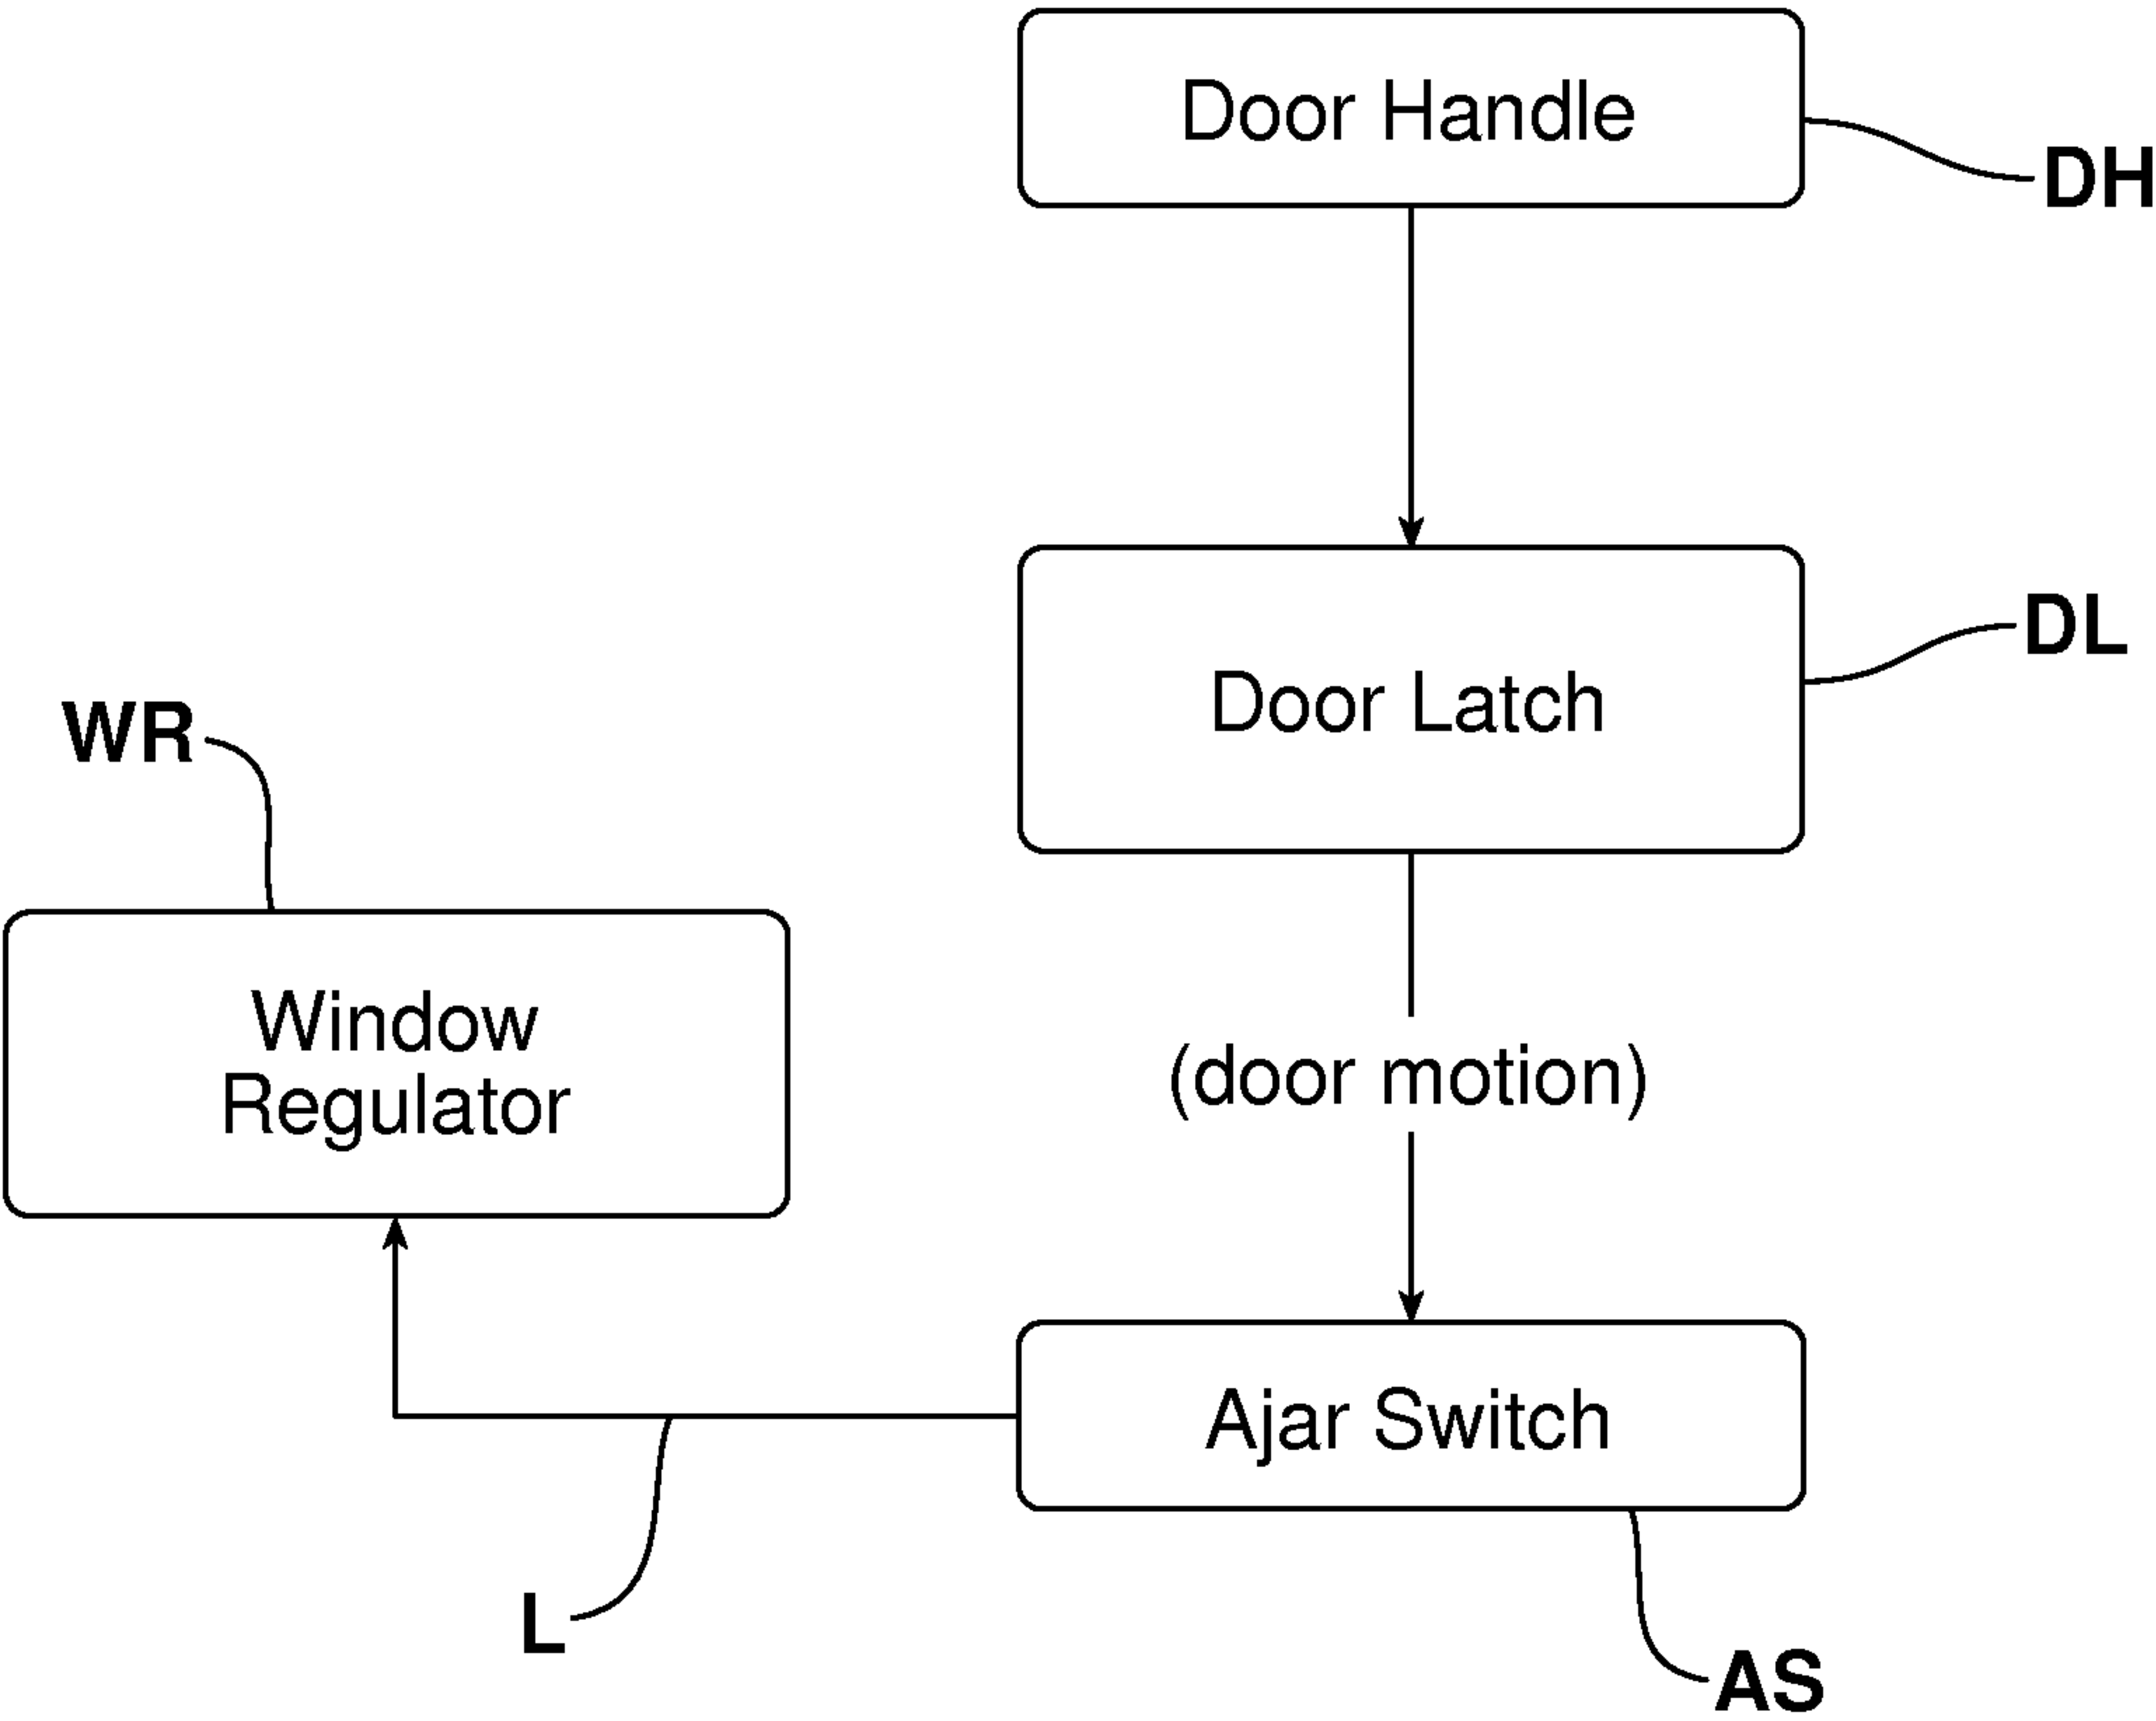 Door Handle
DH
DL
Door Latch
WR
Window
Regulator
(door motion)
Ajar Switch
L
AS